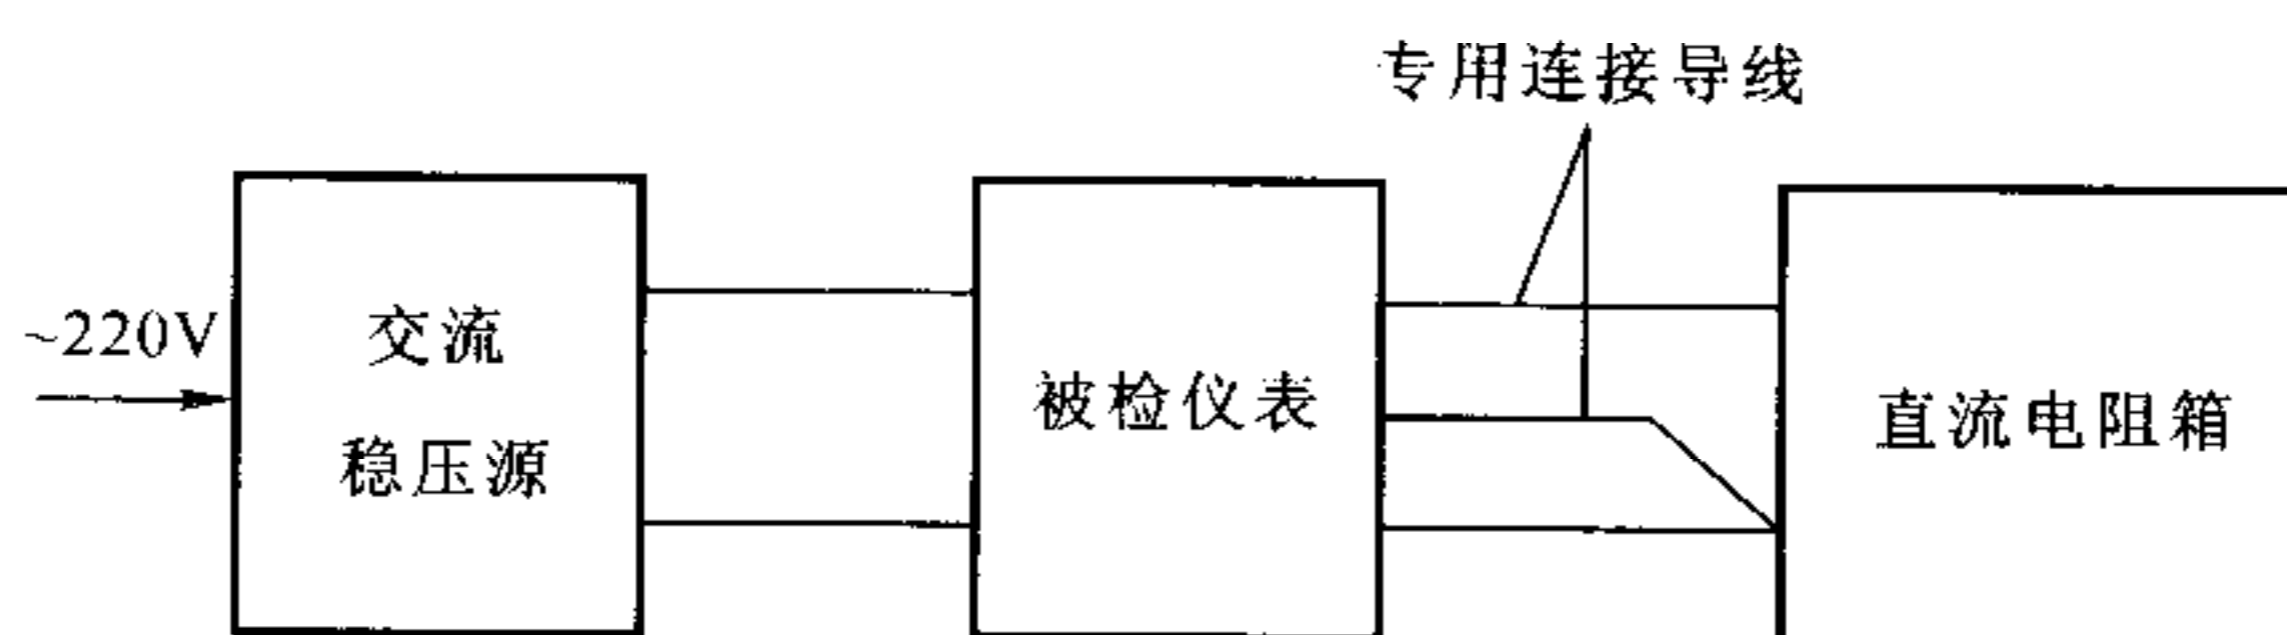 专用连接导线
~220V
交流
稳压源
被检仪表
直流电阻箱